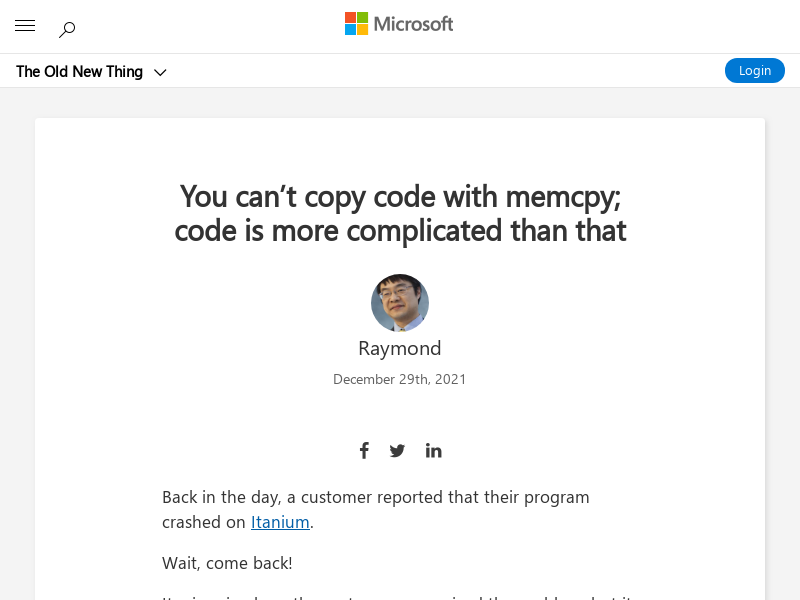 Microsoft
The Old New Thing
Login
You can’t copy code with memcpy;
code is more complicated than that
Raymond
December 29th, 2021
Back in the day, a customer reported that their program
crashed on Itanium.
Wait, come back!